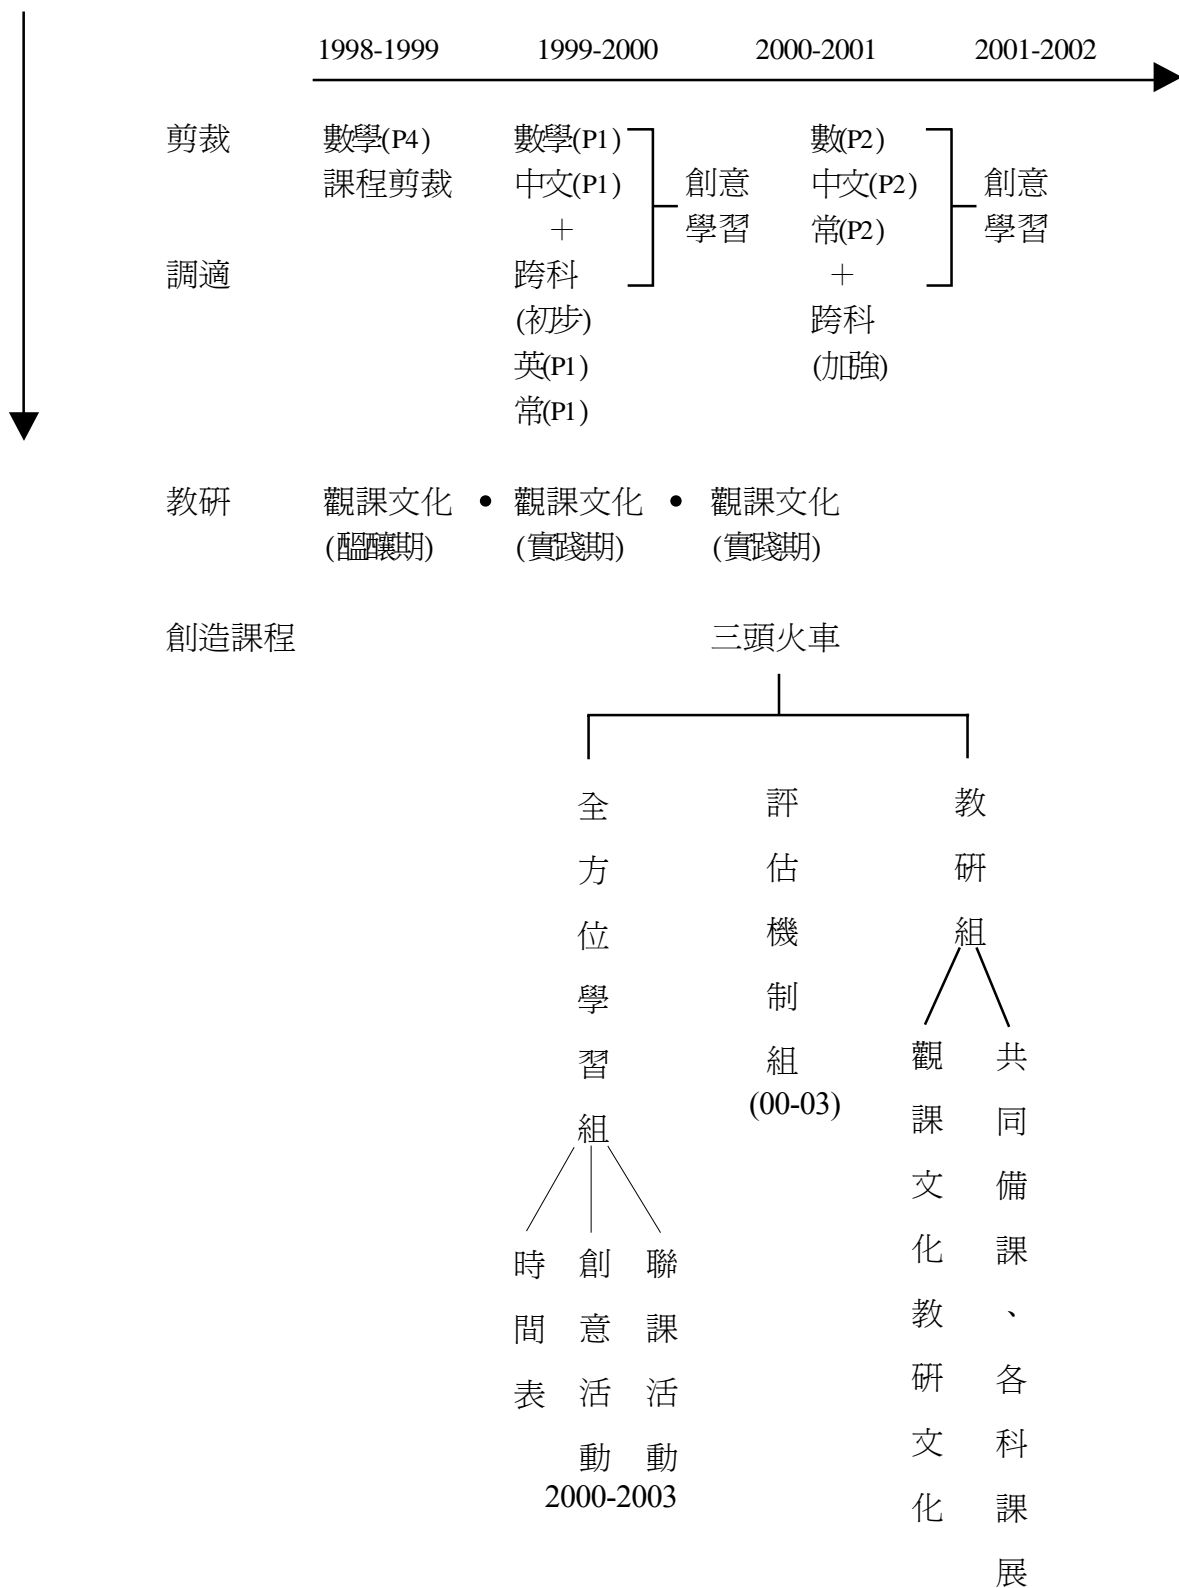 1998-1999 1999-2000 2000-2001 2001-2002
剪裁 數學(P4) 數學(P1) 數(P2)
課程剪裁 中文(P1) 創意 中文(P2) 創意
＋ 學習 常(P2) 學習
調適 跨科 ＋
(初步) 跨科
英(P1) (加強)
常(P1)
教研 觀課文化 • 觀課文化 • 觀課文化
(醞釀期) (實踐期) (實踐期)
創造課程 三頭火車
全方位學習組
評估機制組
(00-03)
教研組
時間表
創意活動
聯課活動
2000-2003
觀課文化教研文化
共同備課、各科課展